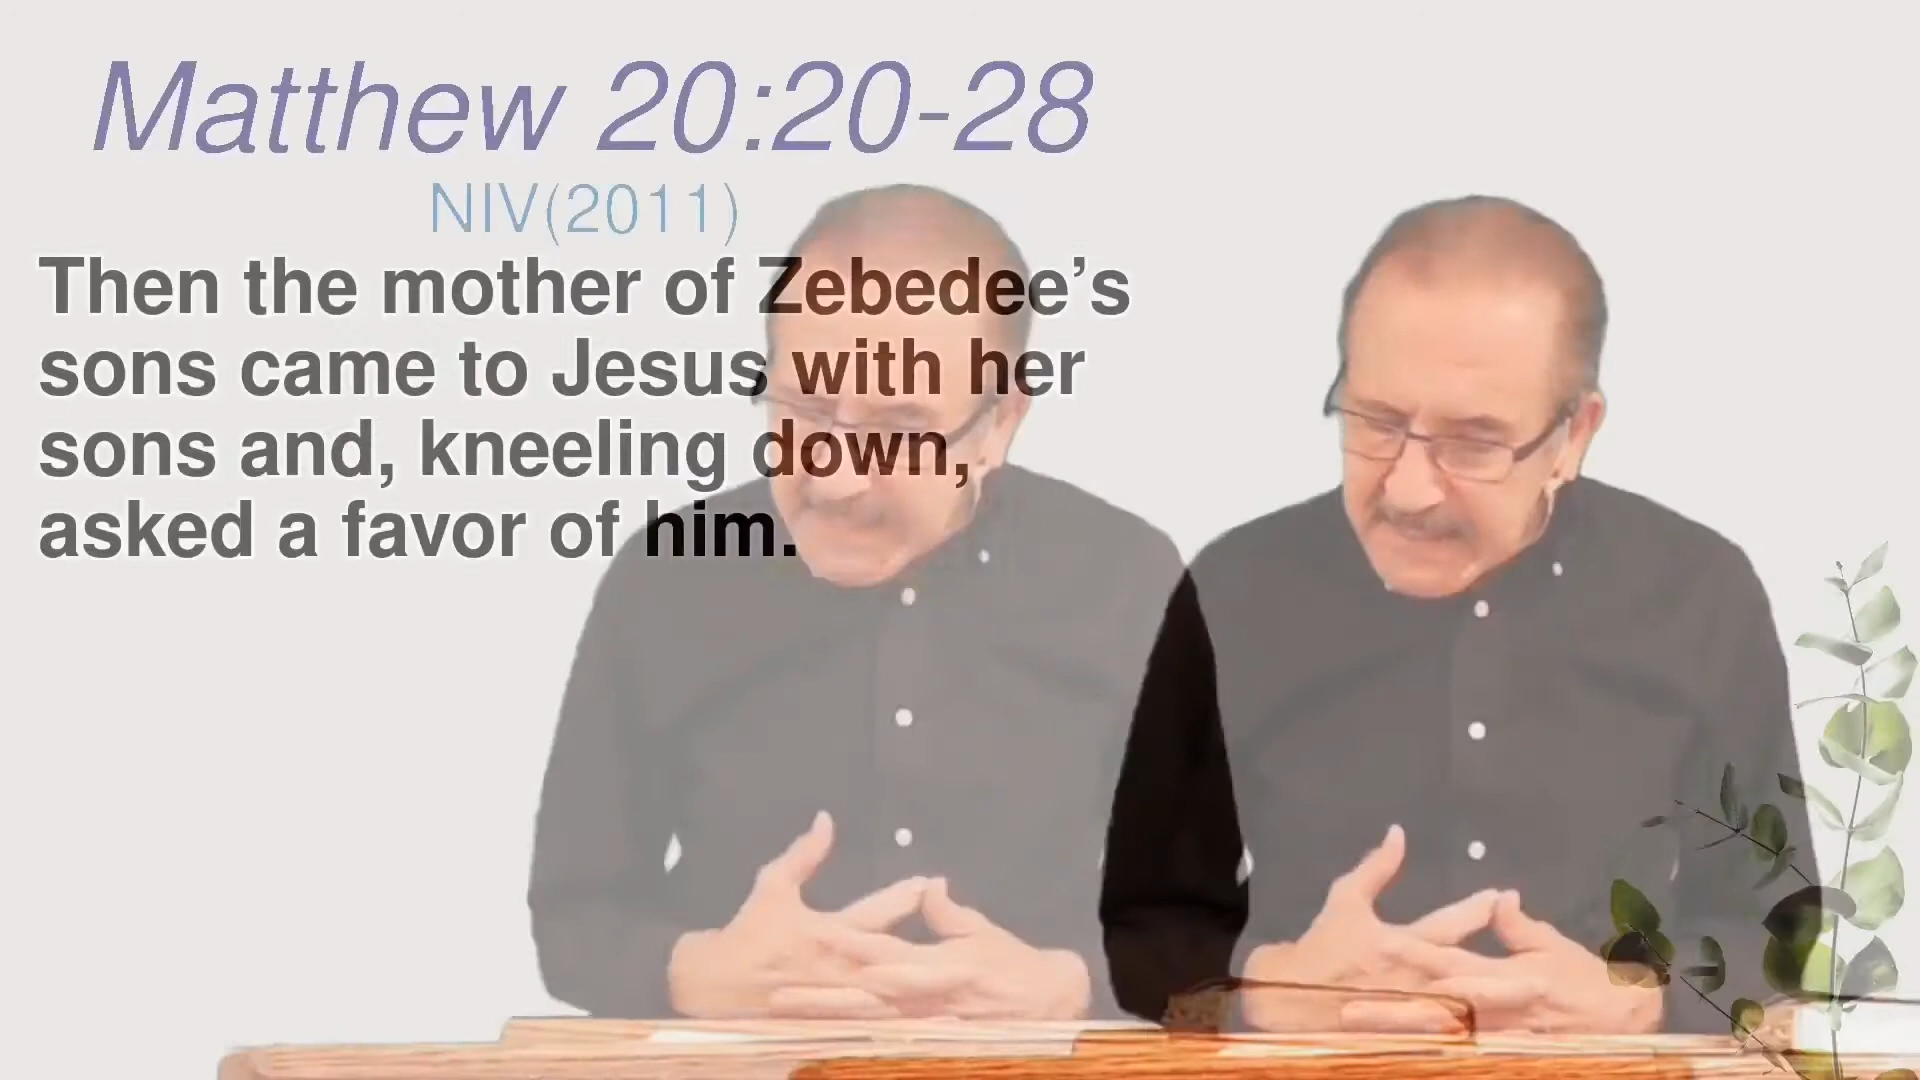 Matthew 20:20-28
NIV(2011)
Then the mother of Zebedee’s
sons came to Jesus with her
sons and, kneeling down,
asked a favor of him.